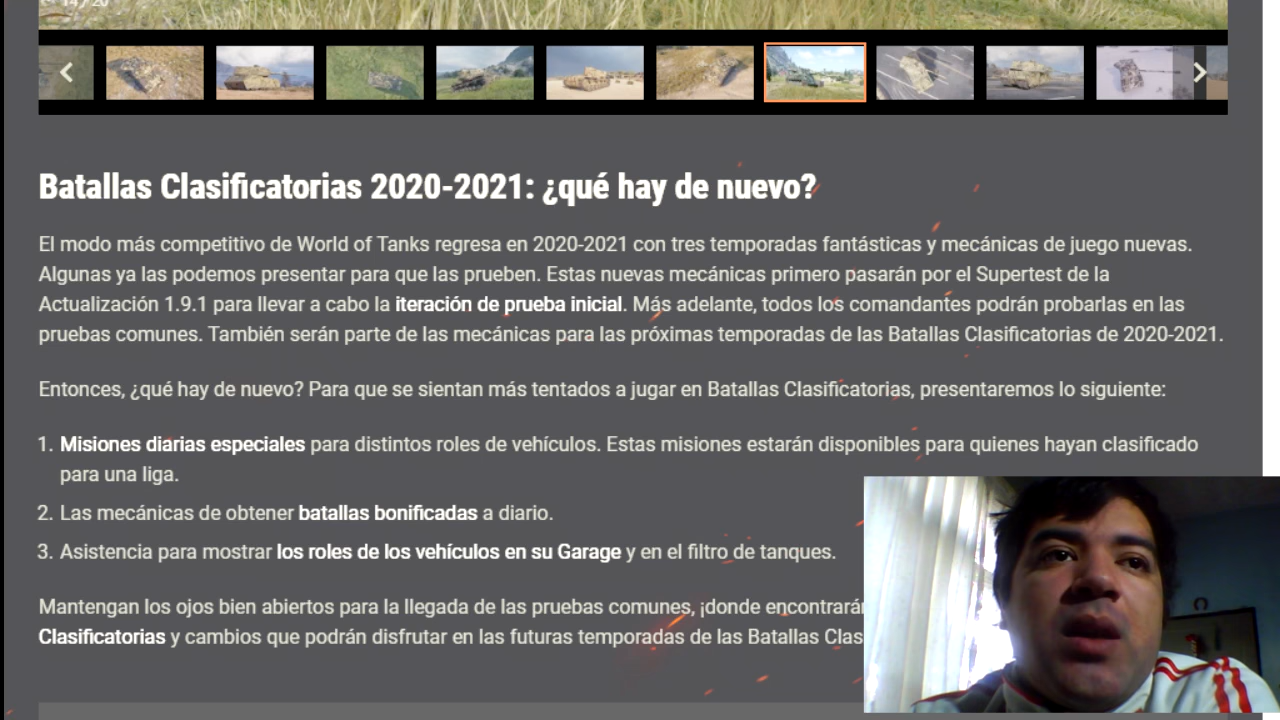 14/20
Batallas Clasificatorias 2020-2021: ¿qué hay de nuevo?
El modo más competitivo de World of Tanks regresa en 2020-2021 con tres temporadas fantásticas y mecánicas de juego nuevas.
Algunas ya las podemos presentar para que las prueben. Estas nuevas mecánicas primero pasarán por el Supertest de la
Actualización 1.9.1 para llevar a cabo la iteración de prueba inicial. Más adelante, todos los comandantes podrán probarlas en las
pruebas comunes. También serán parte de las mecánicas para las próximas temporadas de las Batallas Clasificatorias de 2020-2021.
Entonces, ¿qué hay de nuevo? Para que se sientan más tentados a jugar en Batallas Clasificatorias, presentaremos lo siguiente:
1. Misiones diarias especiales para distintos roles de vehículos. Estas misiones estarán disponibles para quienes hayan clasificado
para una liga.
2. Las mecánicas de obtener batallas bonificadas a diario.
3. Asistencia para mostrar los roles de los vehículos en su Garage y en el filtro de tanques.
Mantengan los ojos bien abiertos para la llegada de las pruebas comunes, ¡donde encontrarán
Clasificatorias y cambios que podrán disfrutar en las futuras temporadas de las Batallas Clas